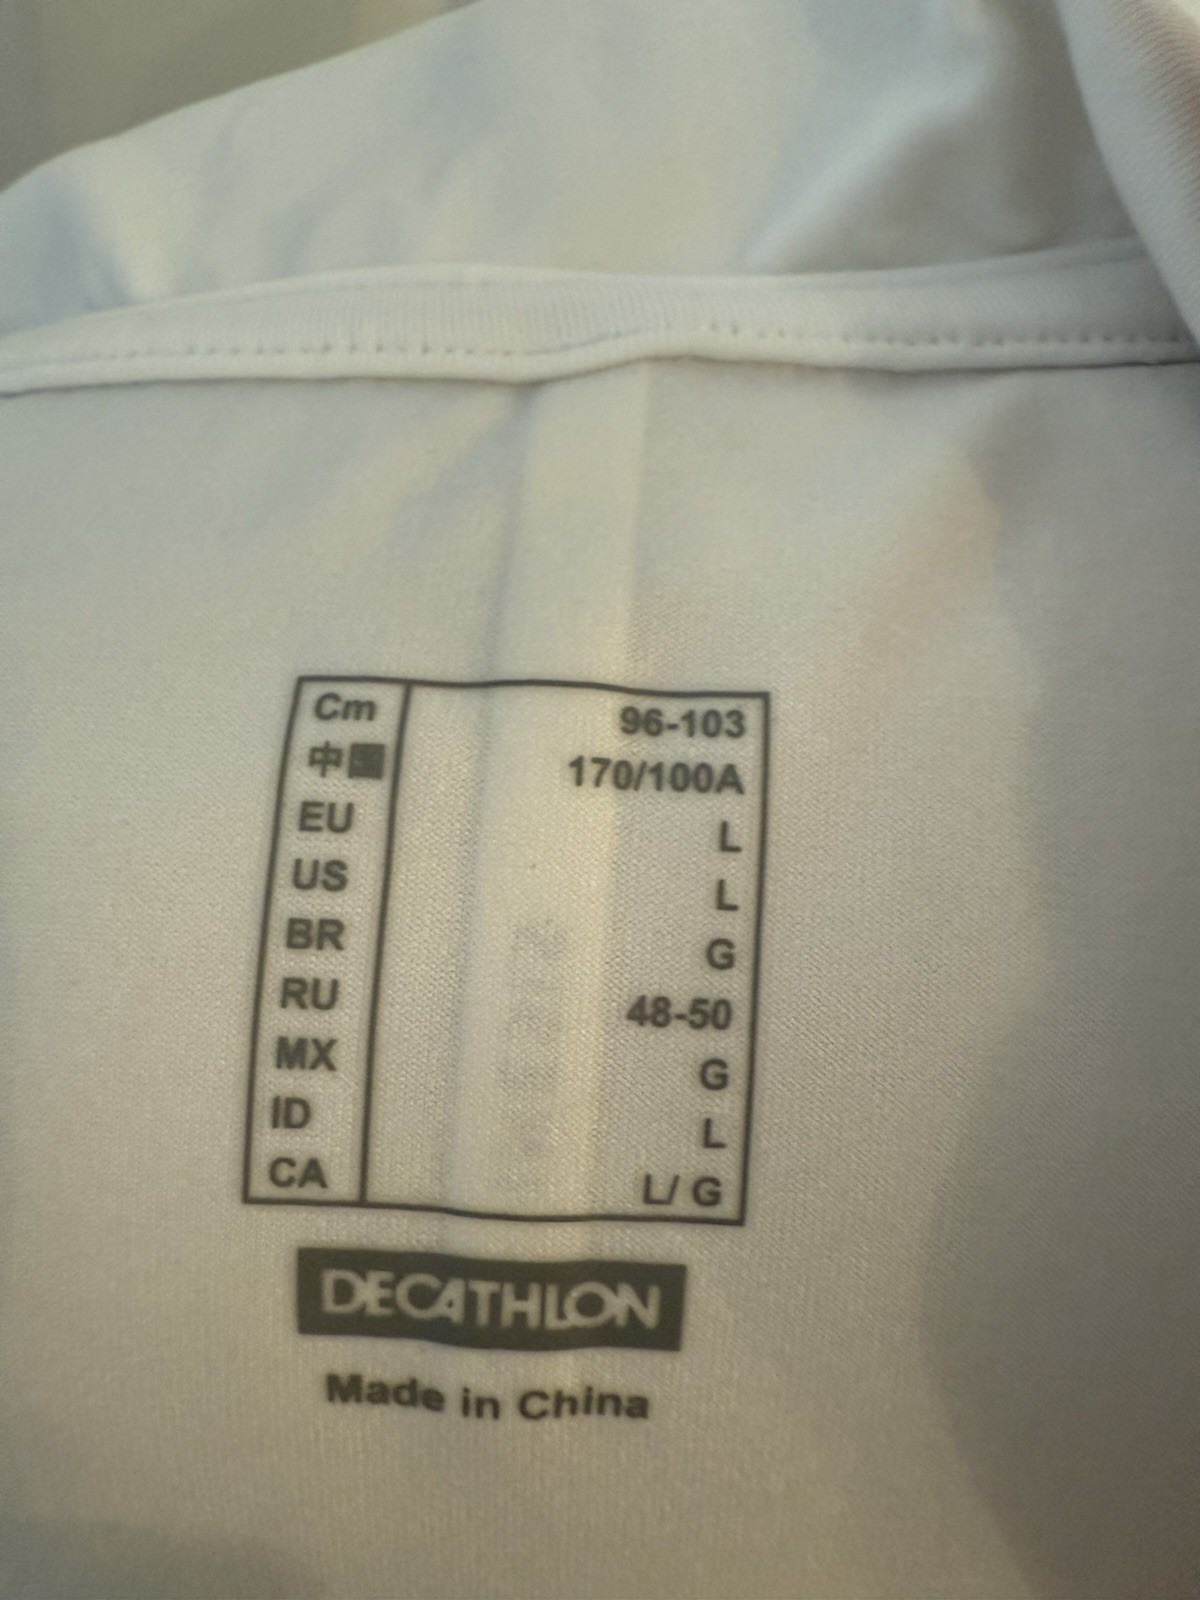 Cm 96-103
中国 170/100A
EU L
US L
BR G
RU 48-50
MX G
ID L
CA L/ G
DECATHLON
Made in China